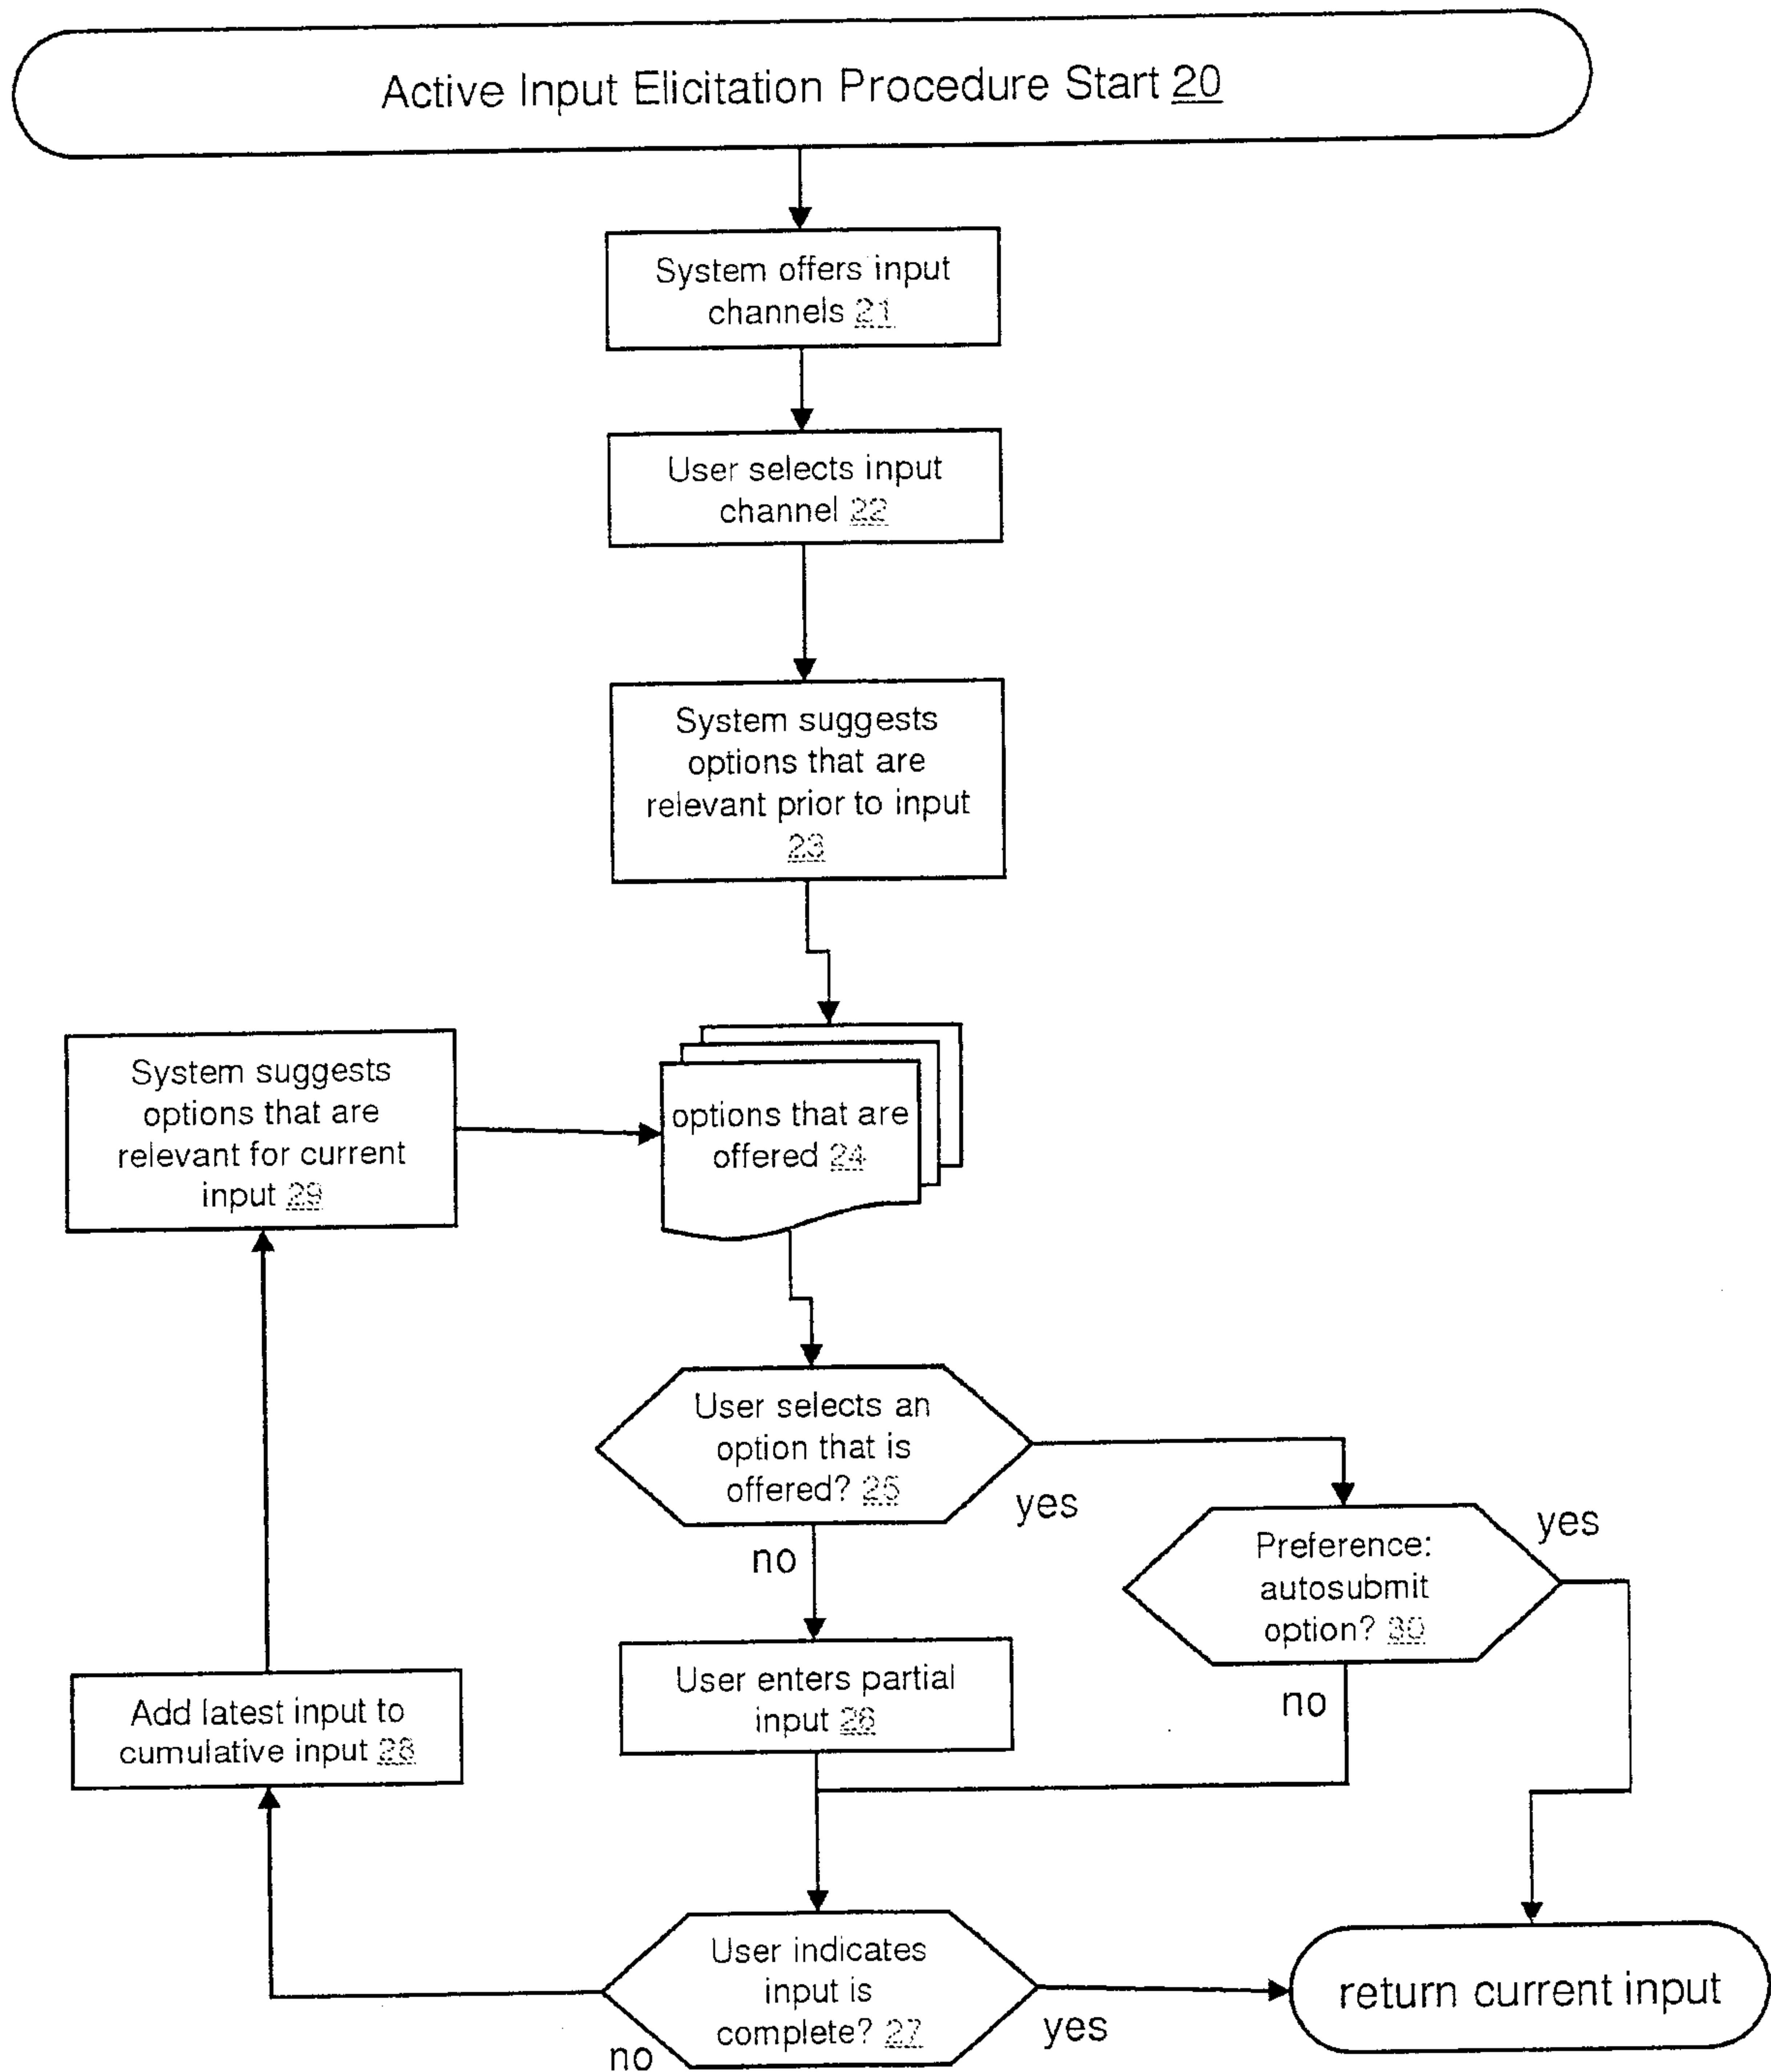 Active Input Elicitation Procedure Start 20
System offers input
channels 21
User selects input
channel 22
System suggests
options that are
relevant prior to input
23
System suggests
options that are
relevant for current
input 29
options that are
offered 24
User selects an
option that is
offered? 25
yes
no
Preference:
autosubmit
option? 30
yes
no
User enters partial
input 26
Add latest input to
cumulative input 28
User indicates
input is
complete? 27
no
yes
return current input